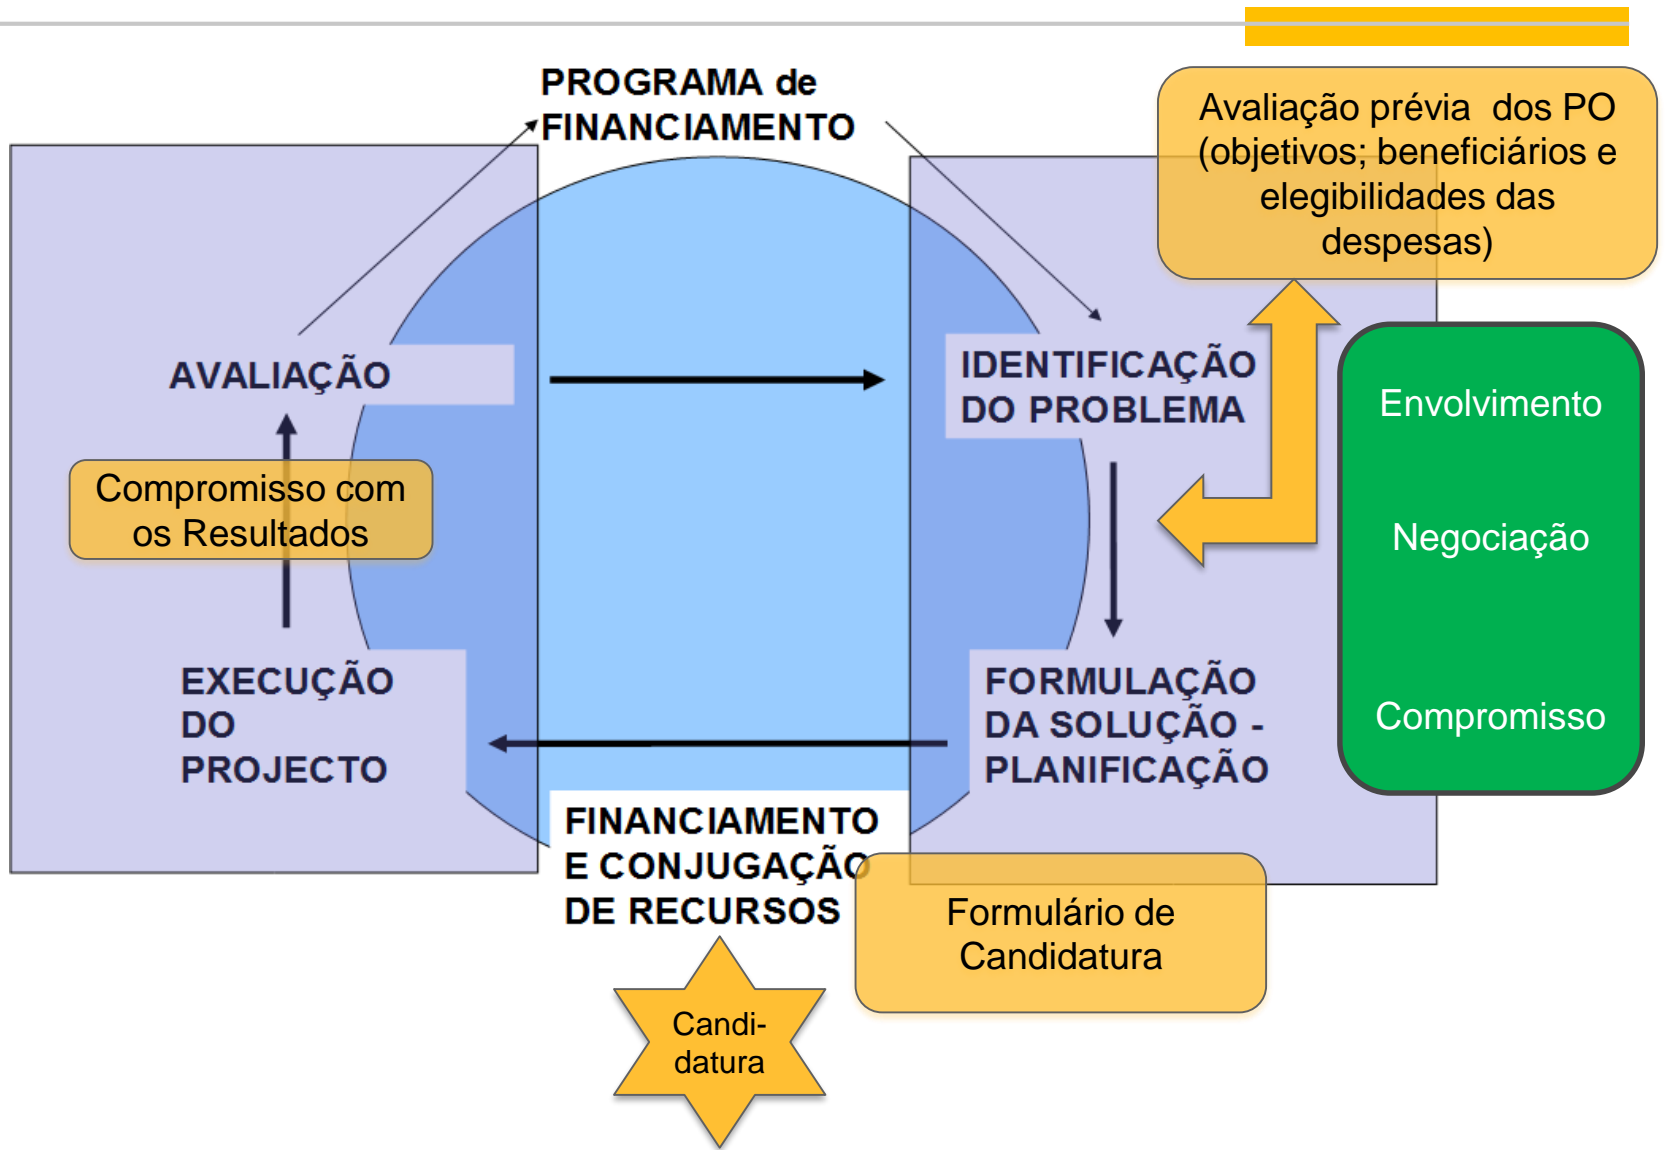 PROGRAMA de
FINANCIAMENTO
Avaliação prévia  dos PO
(objetivos; beneficiários e
elegibilidades das
despesas)
AVALIAÇÃO
IDENTIFICAÇÃO
DO PROBLEMA
Envolvimento
Negociação
Compromisso
Compromisso com
os Resultados
EXECUÇÃO
DO
PROJECTO
FORMULAÇÃO
DA SOLUÇÃO -
PLANIFICAÇÃO
FINANCIAMENTO
E CONJUGAÇÃO
DE RECURSOS
Formulário de
Candidatura
Candi-
datura